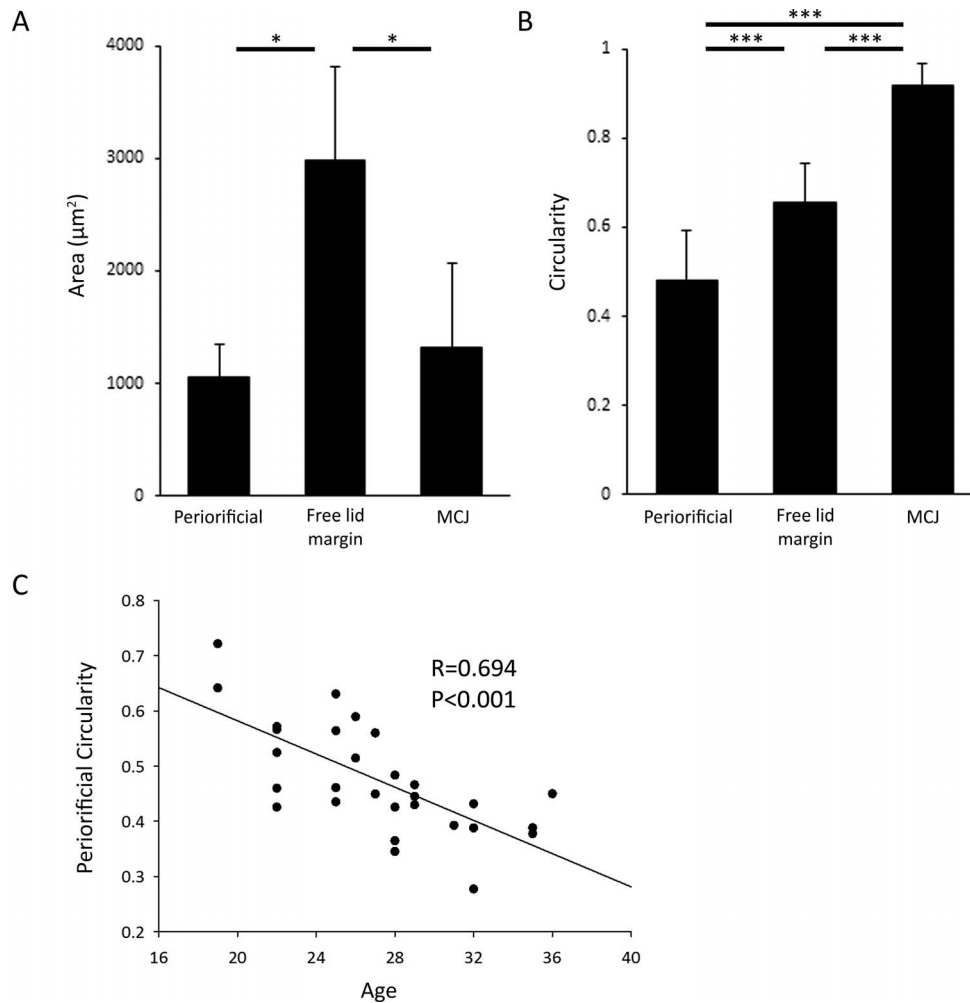 A
4000
3000
2000
1000
0
Area (µm²)
* *
Periorificial Free lid margin MCJ
B
***
*** ***
1
0.8
0.6
0.4
0.2
0
Circularity
Periorificial Free lid margin MCJ
C
0.8
0.7
0.6
0.5
0.4
0.3
0.2
Periorificial Circularity
R=0.694
P<0.001
16 20 24 28 32 36 40
Age